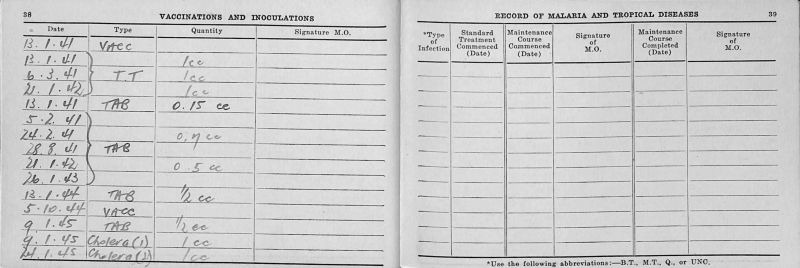 38
VACCINATIONS AND INOCULATIONS
Date Type Quantity Signature M.O.
13. 1. 41 VACC
13. 1. 41 1cc
6. 3. 41 T.T 1cc
21. 1. 42 1cc
13. 1. 41 TAB 0.15 cc
5. 2. 41
24. 2. 41
28. 8. 41 TAB
21. 1. 42 0.5 cc
26. 1. 43
13. 1. 44 TAB 1/2 cc
5. 10. 44 VACC
9. 1. 45 TAB 1/2 cc
9. 1. 45 Cholera (1) 1 cc
1. 45 Cholera (2) 1cc
RECORD OF MALARIA AND TROPICAL DISEASES
39
*Type of Infection
Standard Treatment Commenced (Date)
Maintenance Course Commenced (Date)
Signature of M.O.
Maintenance Course Completed (Date)
Signature of M.O.
*Use the following abbreviations:—B.T., M.T., Q., or UNC.